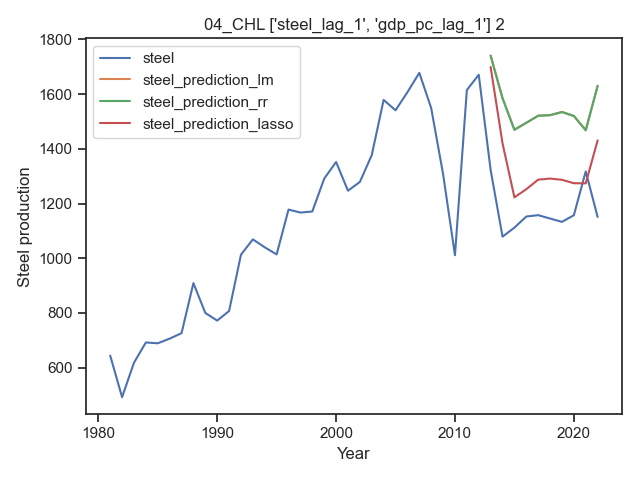 04_CHL ['steel_lag_1', 'gdp_pc_lag_1'] 2
steel
steel_prediction_lm
steel_prediction_rr
steel_prediction_lasso
1800
1600
1400
1200
1000
800
600
Steel production
1980
1990
2000
2010
2020
Year